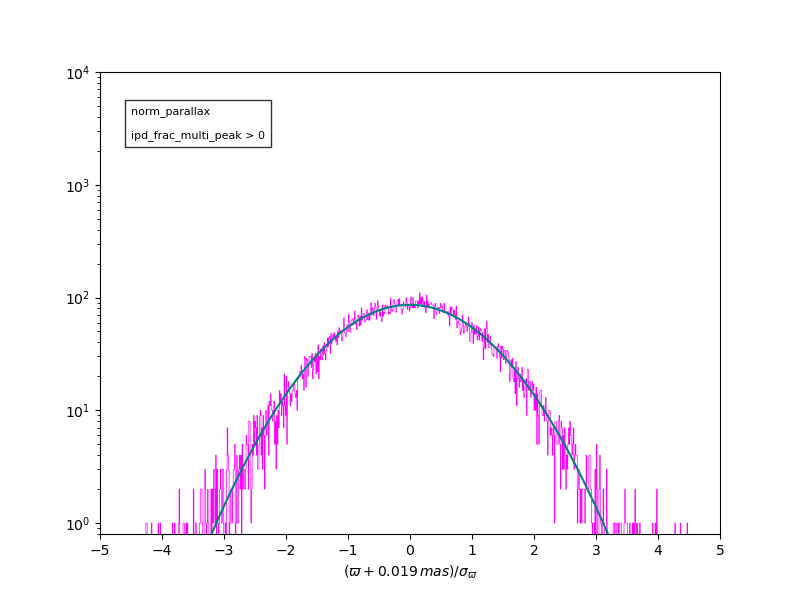 10⁴
10³
10²
10¹
10⁰
norm_parallax
ipd_frac_multi_peak > 0
−5 −4 −3 −2 −1 0 1 2 3 4 5
(ϖ + 0.019 mas)/σ_ϖ